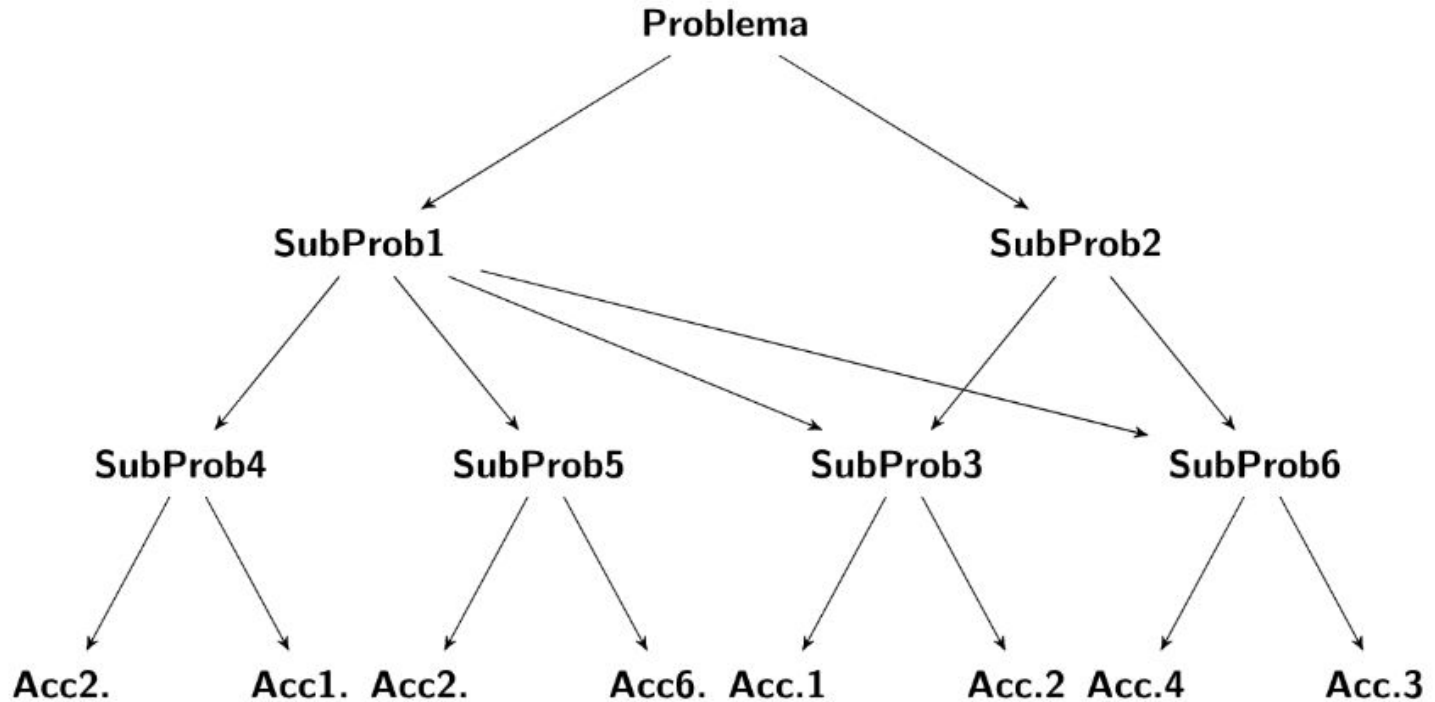 Problema
SubProb1 SubProb2
SubProb4 SubProb5 SubProb3 SubProb6
Acc2. Acc1. Acc2. Acc6. Acc.1 Acc.2 Acc.4 Acc.3